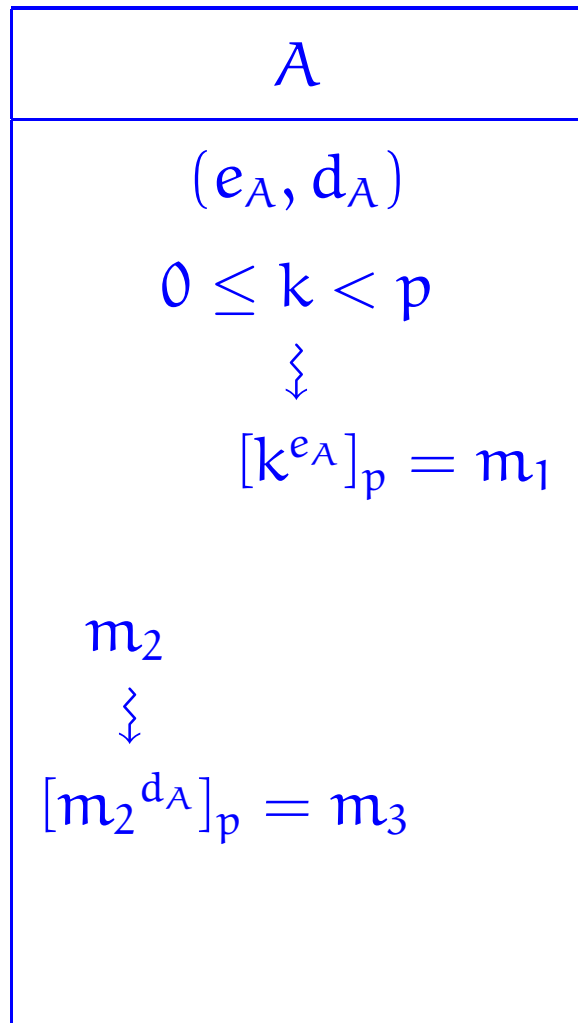 A
(e_A, d_A)
0 ≤ k < p
[k^{e_A}]_p = m_1
m_2
[m_2^{d_A}]_p = m_3